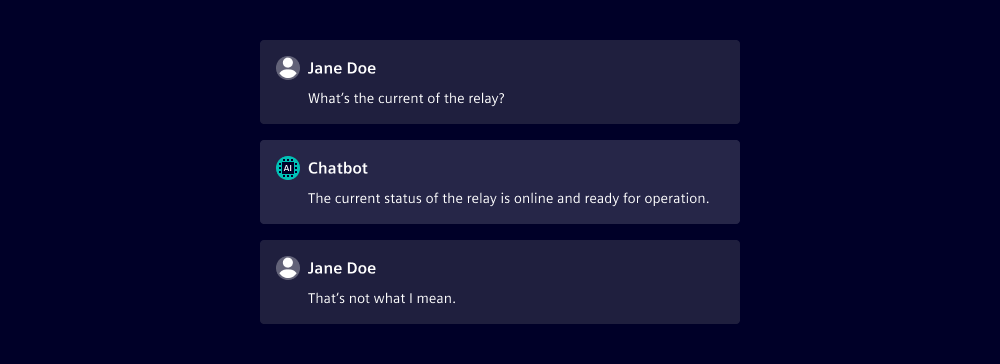 Jane Doe
What's the current of the relay?
AI
Chatbot
The current status of the relay is online and ready for operation.
Jane Doe
That's not what I mean.